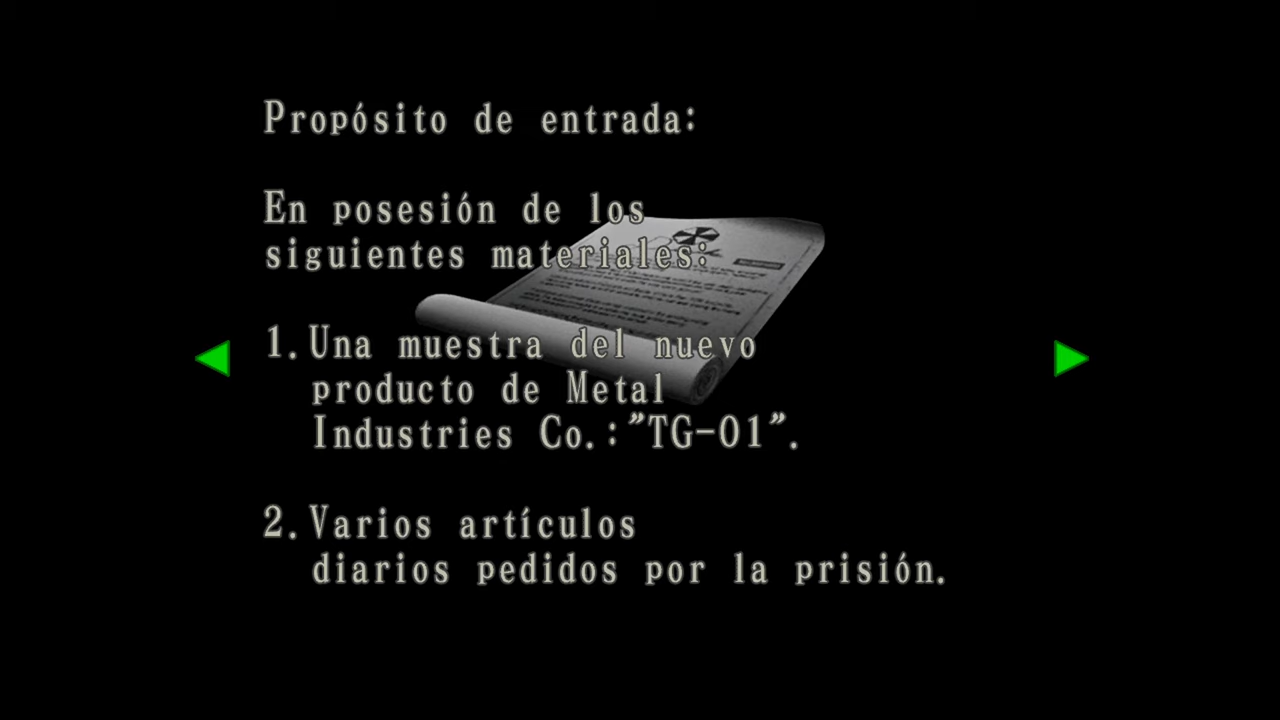 Propósito de entrada:
En posesión de los
siguientes materiales:
1.Una muestra del nuevo
producto de Metal
Industries Co.:"TG-01".
2.Varios artículos
diarios pedidos por la prisión.